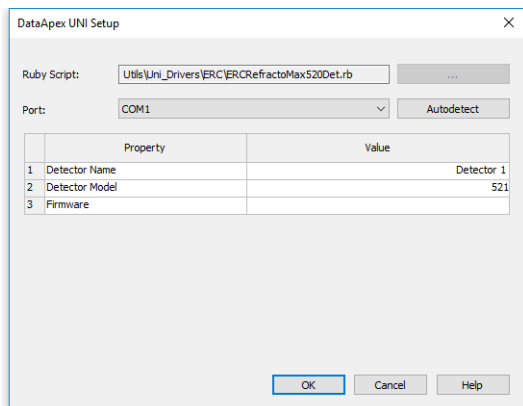 DataApex UNI Setup
Ruby Script: Utils\Uni_Drivers\ERC\ERCRefractoMax520Det.rb ...
Port: COM1 Autodetect
Property Value
1 Detector Name Detector 1
2 Detector Model 521
3 Firmware
OK Cancel Help